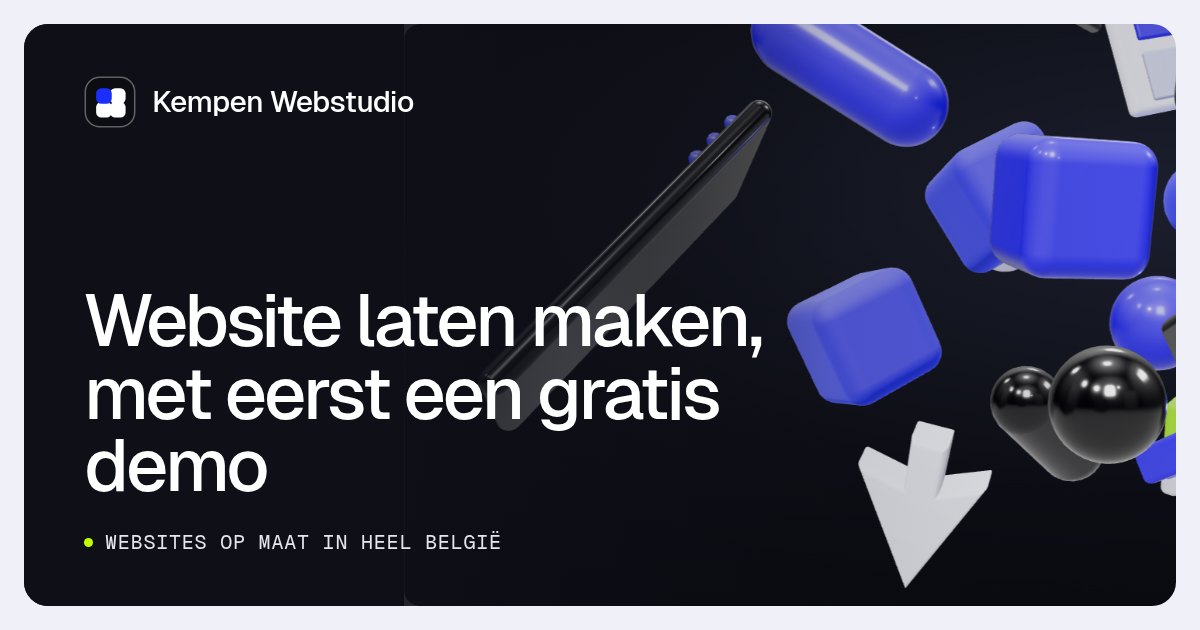 Kempen Webstudio
Website laten maken,
met eerst een gratis
demo
WEBSITES OP MAAT IN HEEL BELGIË